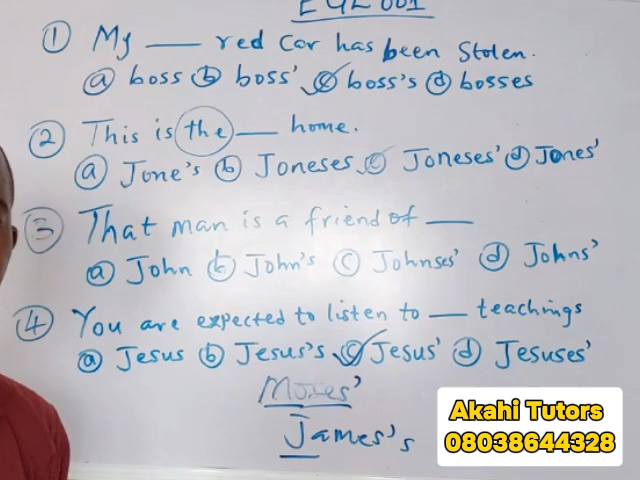 EGL 001
① My ___ red car has been stolen.
ⓐ boss ⓑ boss' ⓒ boss's ⓓ bosses
② This is the ___ home.
ⓐ Jone's ⓑ Joneses ⓒ Joneses' ⓓ Jones'
③ That man is a friend of ___
ⓐ John ⓑ John's ⓒ Johnses' ⓓ Johns'
④ You are expected to listen to ___ teachings
ⓐ Jesus ⓑ Jesus's ⓒ Jesus' ⓓ Jesuses'
Moses'
James's
Akahi Tutors
08038644328